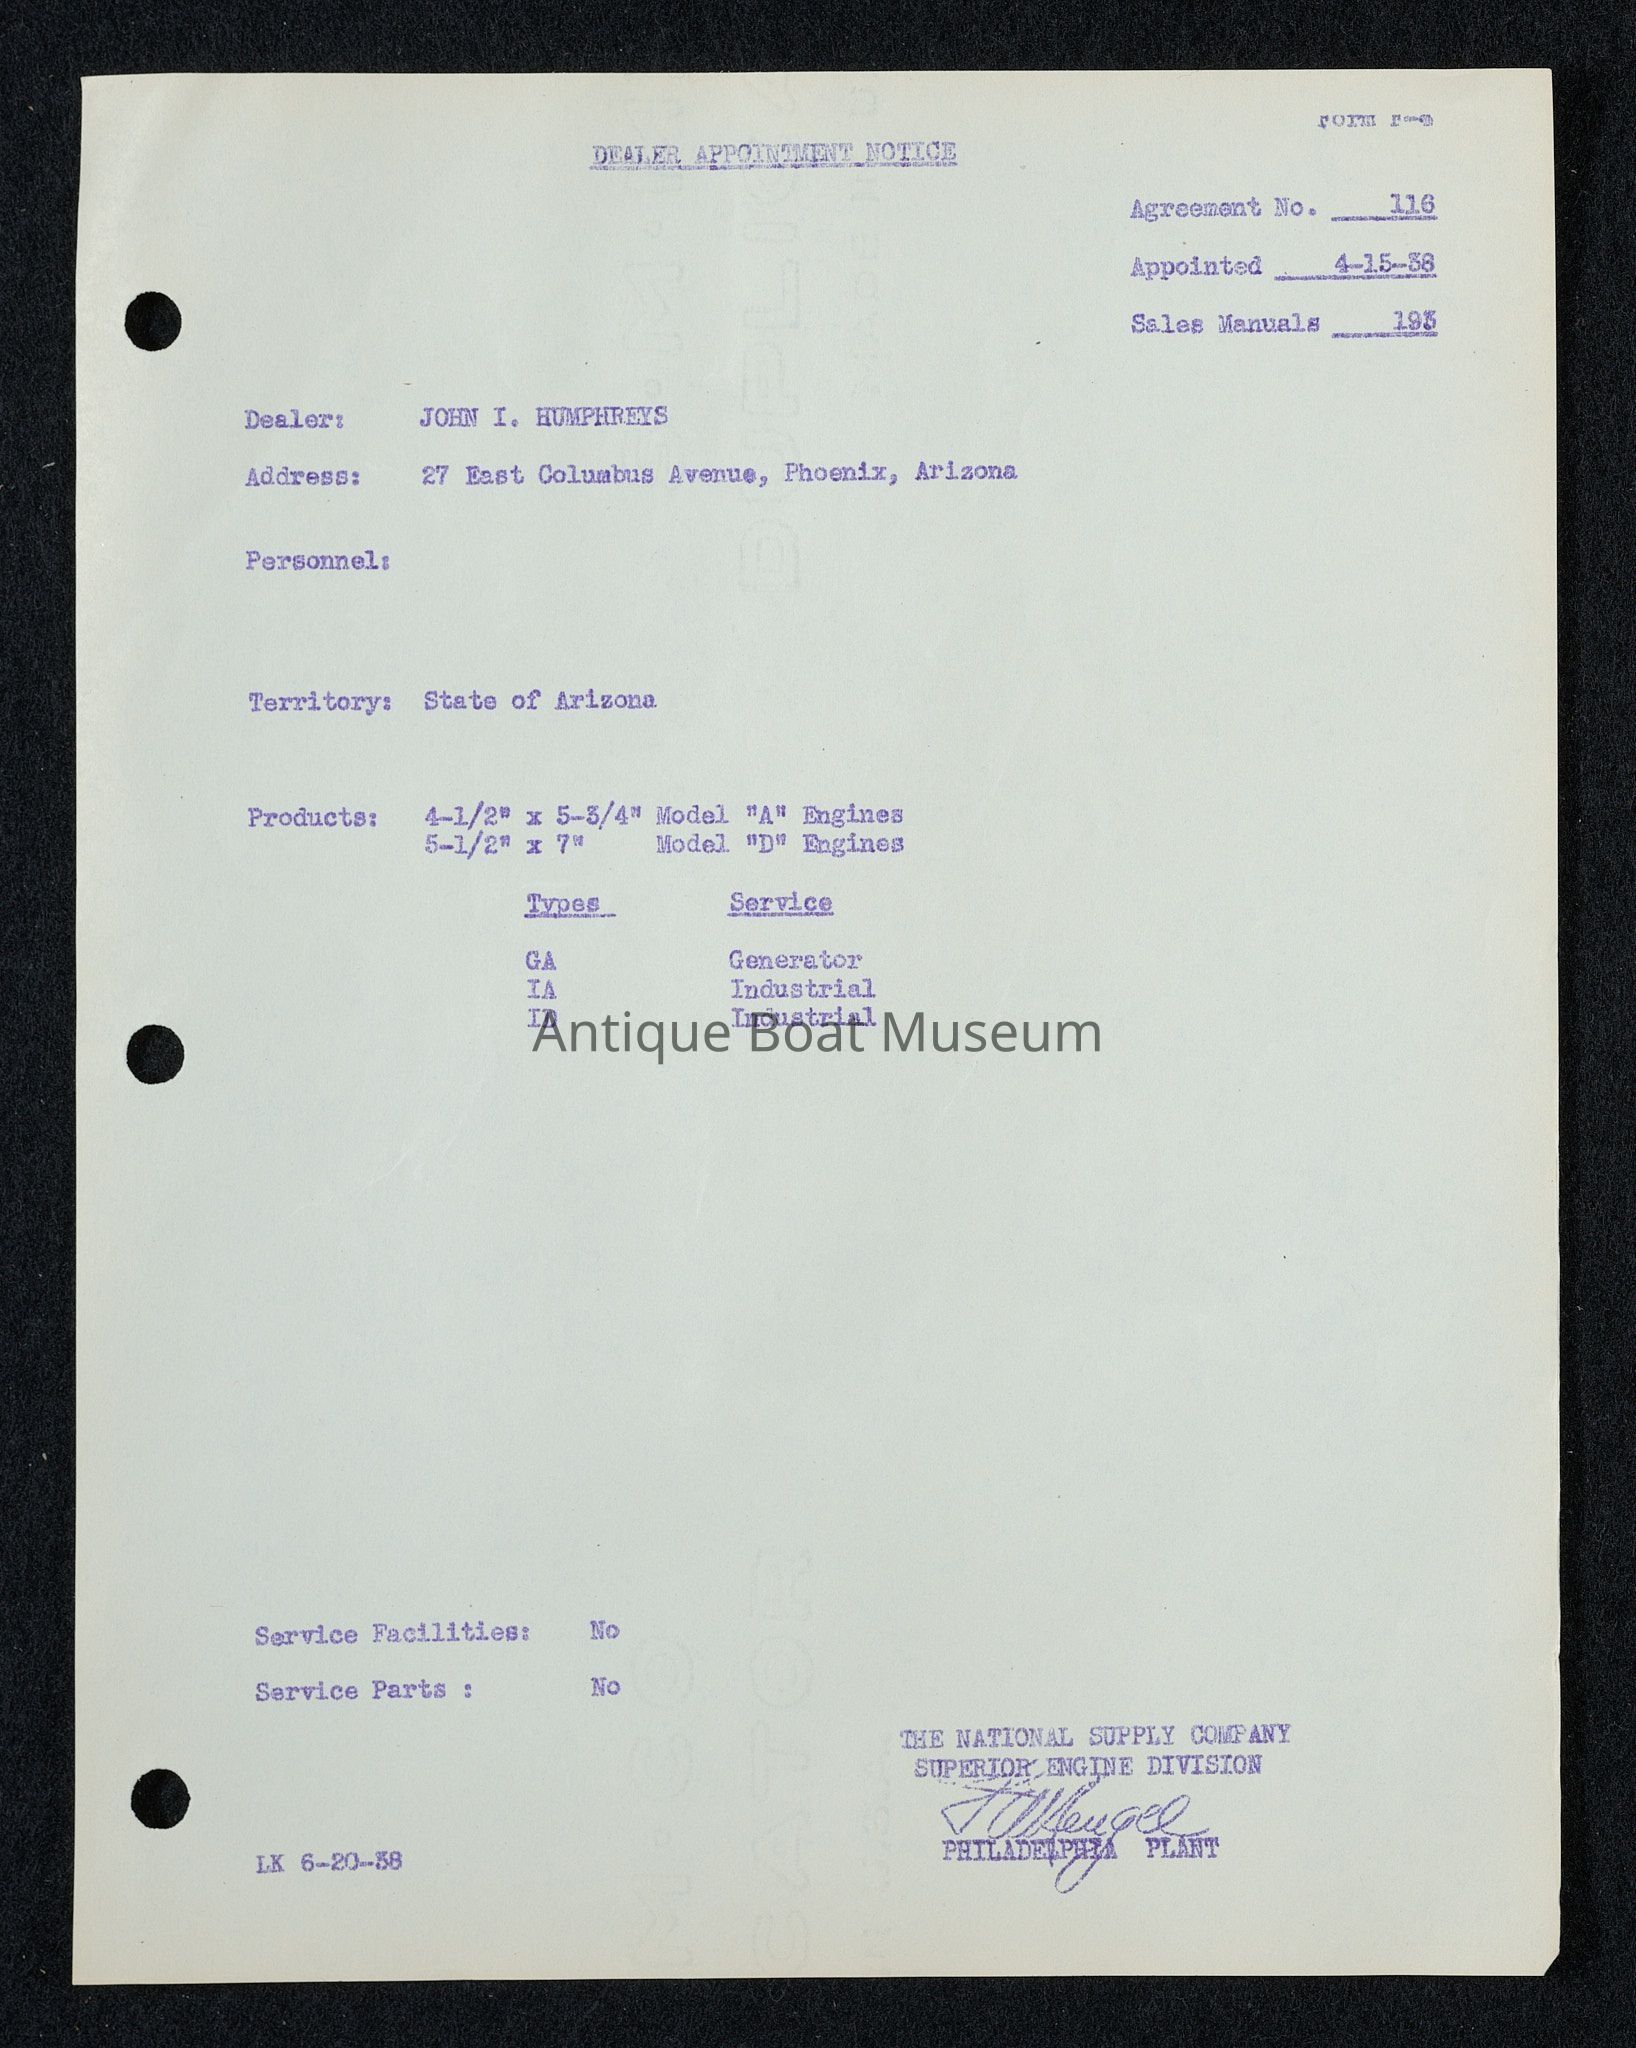 DEALER APPOINTMENT NOTICE
Agreement No. 116
Appointed 4-15-38
Sales Manuals 193
Dealer: JOHN I. HUMPHREYS
Address: 27 East Columbus Avenue, Phoenix, Arizona
Personnel:
Territory: State of Arizona
Products: 4-1/2" x 5-3/4" Model "A" Engines
5-1/2" x 7" Model "D" Engines
Types Service
GA Generator
IA Industrial
ID Industrial
Antique Boat Museum
Service Facilities: No
Service Parts : No
THE NATIONAL SUPPLY COMPANY
SUPERIOR ENGINE DIVISION
PHILADELPHIA PLANT
LK 6-20-38